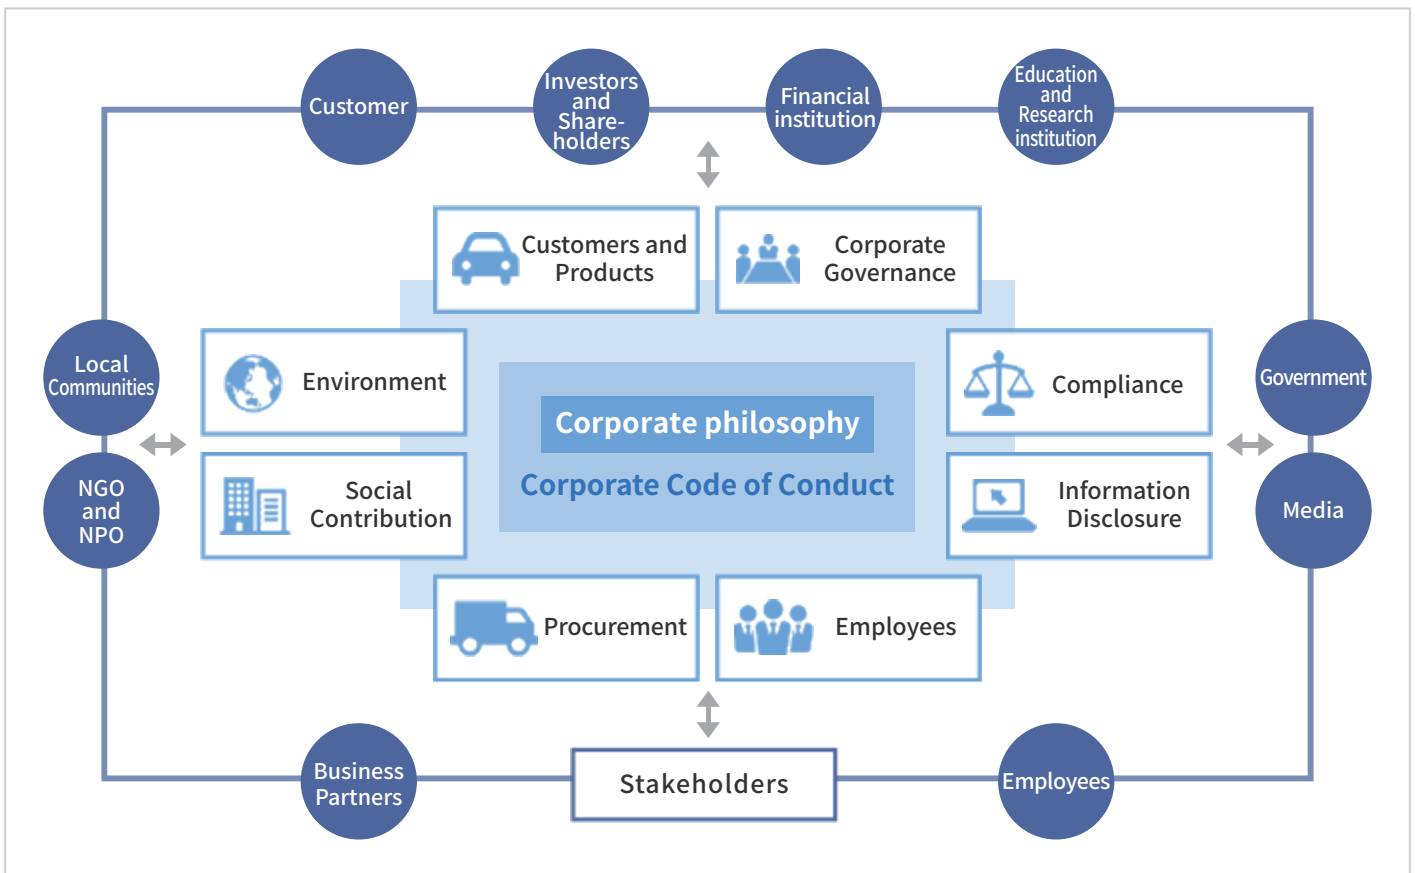 Customer
Investors
and
Share-
holders
Financial
institution
Education
and
Research
institution
Customers and
Products
Corporate
Governance
Local
Communities
Environment
Corporate philosophy
Compliance
Government
Corporate Code of Conduct
NGO
and
NPO
Social
Contribution
Information
Disclosure
Media
Procurement
Employees
Business
Partners
Stakeholders
Employees